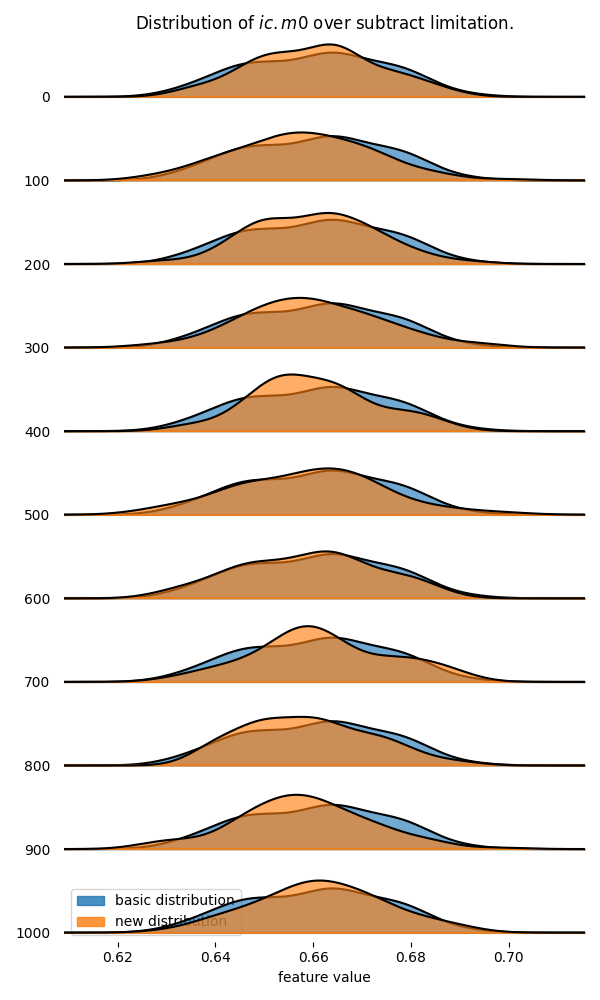 Distribution of ic.m0 over subtract limitation.
0
100
200
300
400
500
600
700
800
900
1000
basic distribution
new distribution
0.62 0.64 0.66 0.68 0.70
feature value